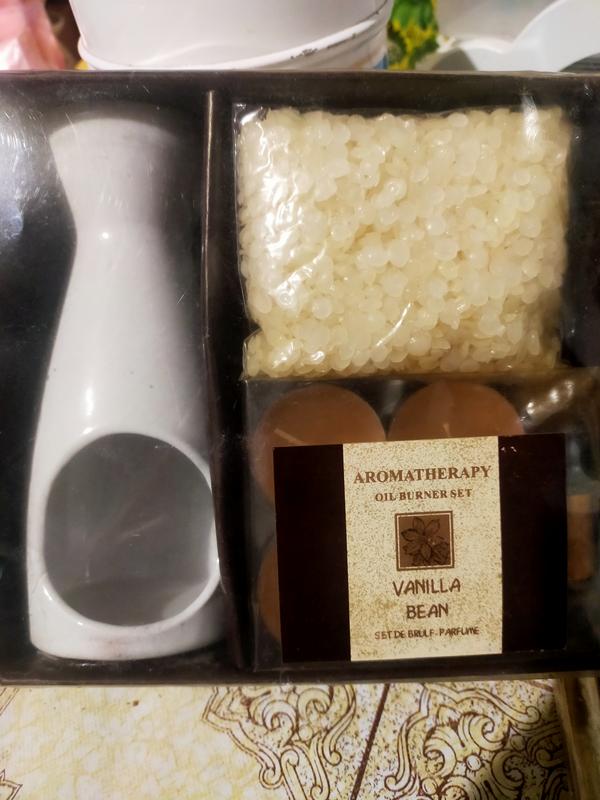 AROMATHERAPY
OIL BURNER SET
VANILLA
BEAN
SET DE BRULE-PARFUME